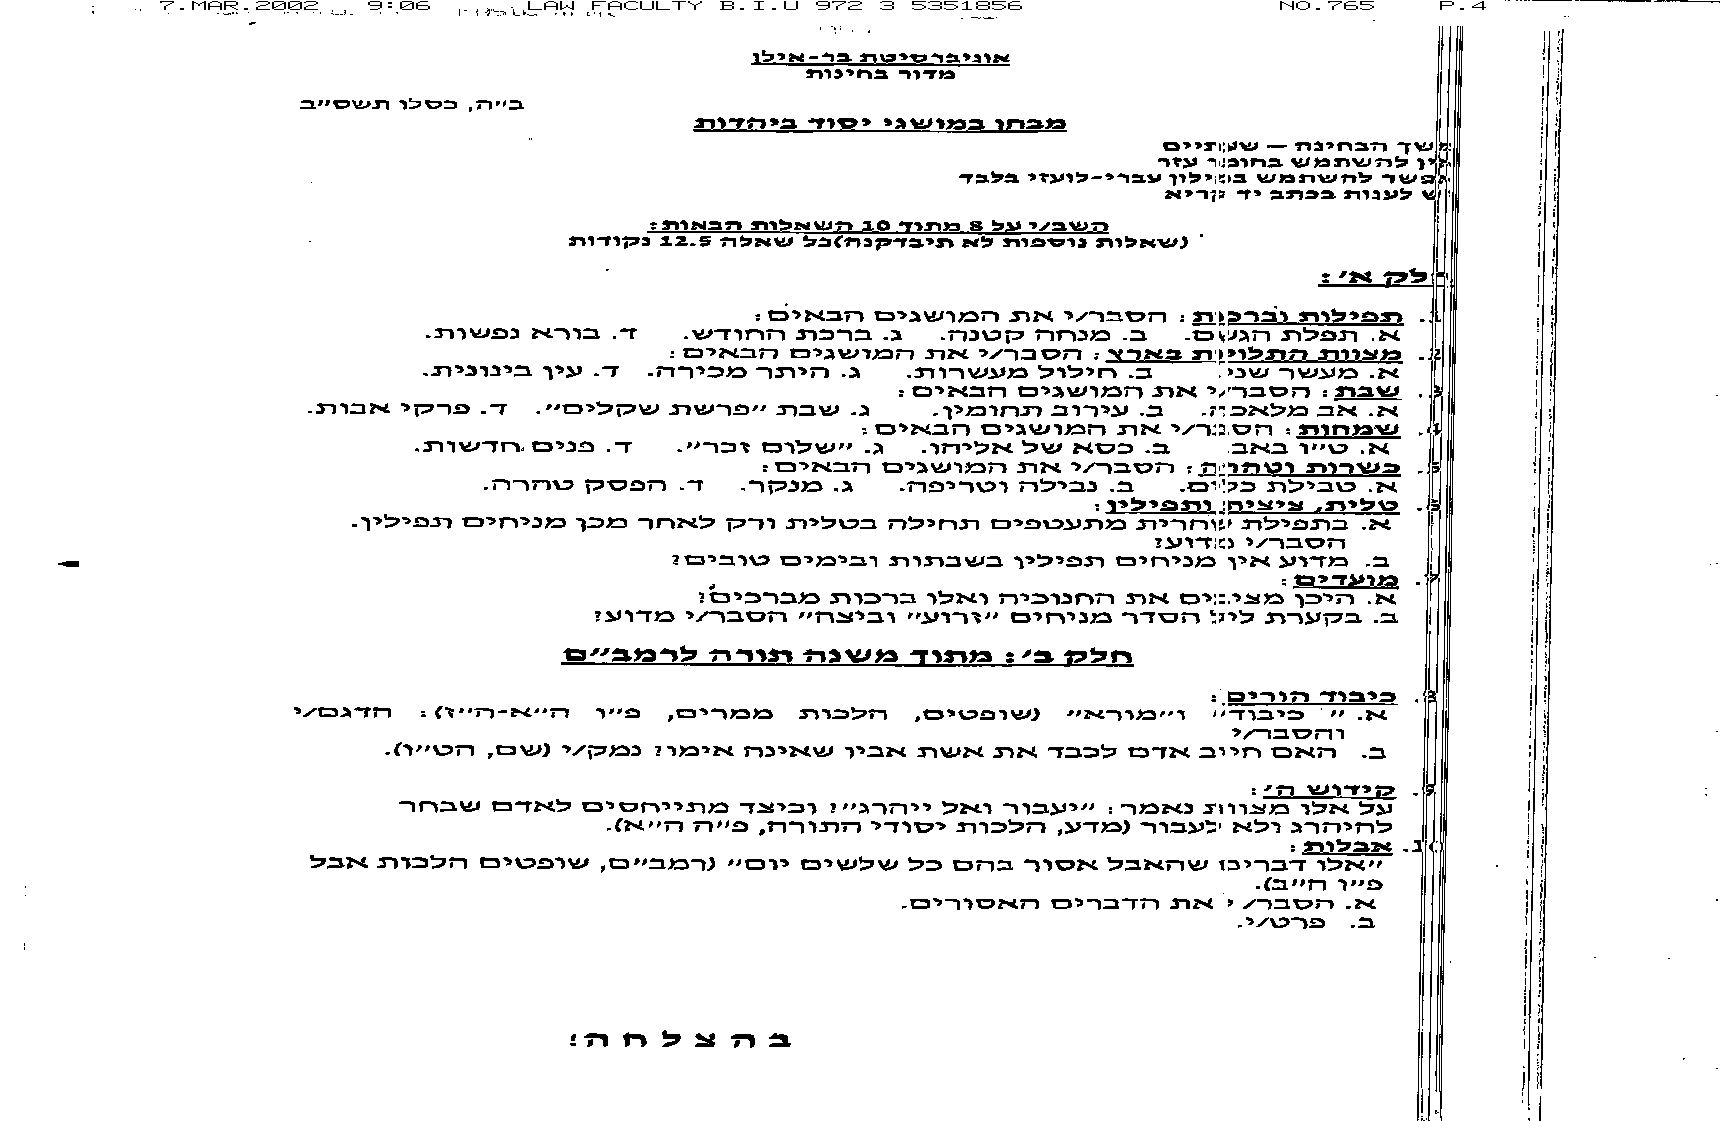 7.MAR.2002 9:06 LAW FACULTY B.I.U 972 3 5351856 NO.765 P.4
אוניברסיטת בר-אילן
מדור בחינות
ב"ה, כסלו תשס"ב
מבחן במושגי יסוד ביהדות
משך הבחינה – שעתיים
אין להשתמש בחומר עזר
אפשר להשתמש במילון עברי-לועזי בלבד
יש לענות בכתב יד קריא
השב/י על 8 מתוך 10 השאלות הבאות:
(שאלות נוספות לא תיבדקנה)כל שאלה 12.5 נקודות
חלק א':
1. תפילות וברכות: הסבר/י את המושגים הבאים:
א. תפלת הגשם. ב. מנחה קטנה. ג. ברכת החודש. ד. בורא נפשות.
2. מצוות התלויות בארץ: הסבר/י את המושגים הבאים:
א. מעשר שני. ב. חילול מעשרות. ג. היתר מכירה. ד. עין בינונית.
3. שבת: הסבר/י את המושגים הבאים:
א. אב מלאכה. ב. עירוב תחומין. ג. שבת "פרשת שקלים". ד. פרקי אבות.
4. שמחות: הסבר/י את המושגים הבאים:
א. ט"ו באב ב. כסא של אליהו. ג. "שלום זכר". ד. פנים חדשות.
5. כשרות וטהרה: הסבר/י את המושגים הבאים:
א. טבילת כלים. ב. נבילה וטריפה. ג. מנקר. ד. הפסק טהרה.
6. טלית, ציצית ותפילין:
א. בתפילת שחרית מתעטפים תחילה בטלית ורק לאחר מכן מניחים תפילין.
הסבר/י מדוע?
ב. מדוע אין מניחים תפילין בשבתות ובימים טובים?
7. מועדים:
א. היכן מציבים את החנוכיה ואלו ברכות מברכים?
ב. בקערת ליל הסדר מניחים "זרוע" וביצה" הסבר/י מדוע?
חלק ב': מתוך משנה תורה לרמב"ם
8. כיבוד הורים:
א. " כיבוד" ו"מורא" (שופטים, הלכות ממרים, פ"ו ה"א-ה"ז): הדגם/י
והסבר/י
ב. האם חייב אדם לכבד את אשת אביו שאינה אימו? נמק/י (שם, הט"ו).
9. קידוש ה':
על אלו מצוות נאמר: "יעבור ואל ייהרג"? וכיצד מתייחסים לאדם שבחר
להיהרג ולא לעבור (מדע, הלכות יסודי התורה, פ"ה ה"א).
10. אבלות:
"אלו דברים שהאבל אסור בהם כל שלשים יום" (רמב"ם, שופטים הלכות אבל
פ"ו ה"ב).
א. הסבר/י את הדברים האסורים.
ב. פרט/י.
ב ה צ ל ח ה!